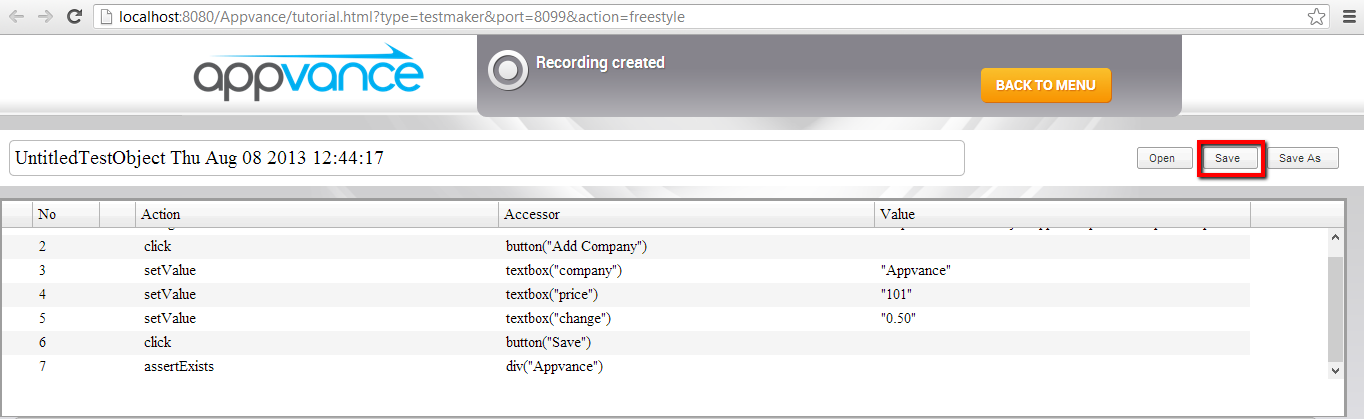 localhost:8080/Appvance/tutorial.html?type=testmaker&port=8099&action=freestyle
appvance
Recording created
BACK TO MENU
UntitledTestObject Thu Aug 08 2013 12:44:17
Open Save Save As
No Action Accessor Value
2 click button("Add Company")
3 setValue textbox("company") "Appvance"
4 setValue textbox("price") "101"
5 setValue textbox("change") "0.50"
6 click button("Save")
7 assertExists div("Appvance")